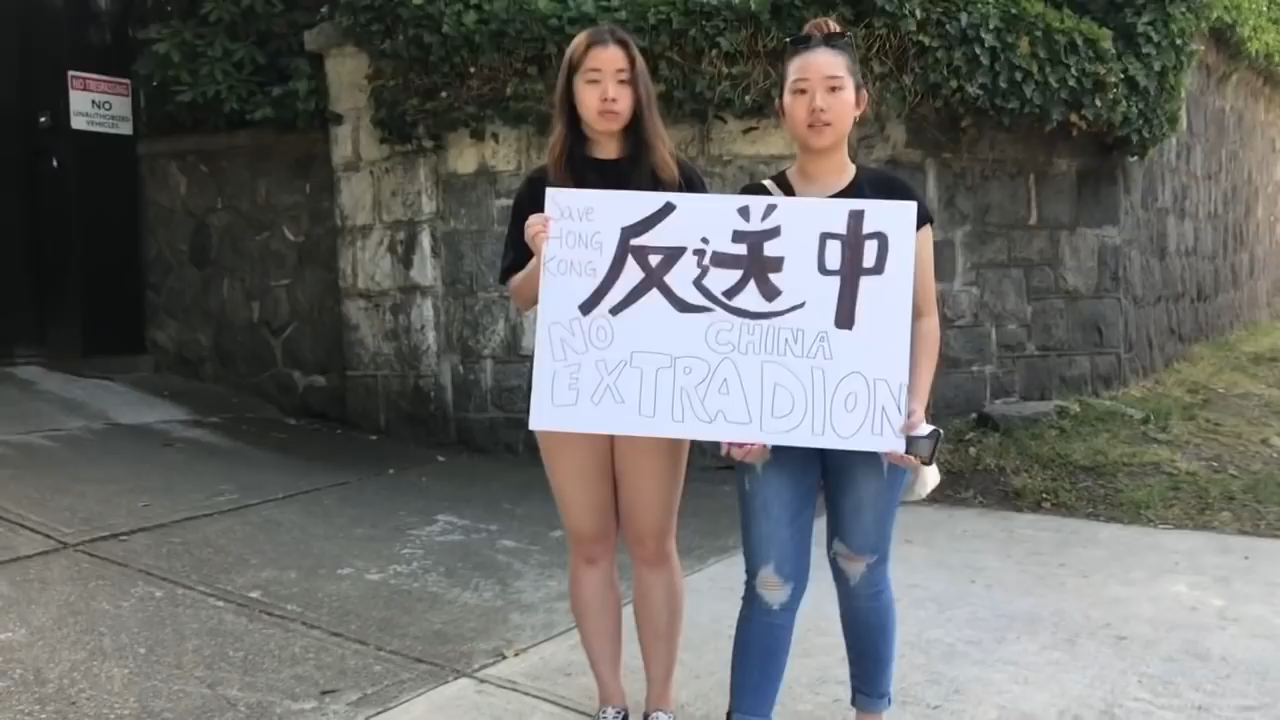 NO TRESPASSING
NO
UNAUTHORIZED
VEHICLES
Save
HONG
KONG
反送中
NO CHINA
EXTRADION